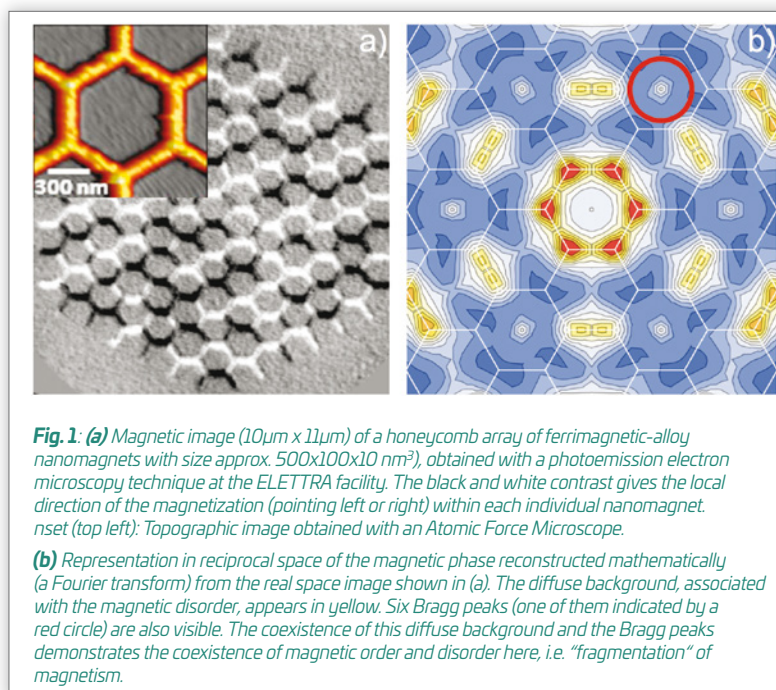 a)
300 nm
b)
Fig. 1: (a) Magnetic image (10µm x 11µm) of a honeycomb array of ferrimagnetic-alloy
nanomagnets with size approx. 500x100x10 nm³), obtained with a photoemission electron
microscopy technique at the ELETTRA facility. The black and white contrast gives the local
direction of the magnetization (pointing left or right) within each individual nanomagnet.
nset (top left): Topographic image obtained with an Atomic Force Microscope.
(b) Representation in reciprocal space of the magnetic phase reconstructed mathematically
(a Fourier transform) from the real space image shown in (a). The diffuse background, associated
with the magnetic disorder, appears in yellow. Six Bragg peaks (one of them indicated by a
red circle) are also visible. The coexistence of this diffuse background and the Bragg peaks
demonstrates the coexistence of magnetic order and disorder here, i.e. "fragmentation" of
magnetism.